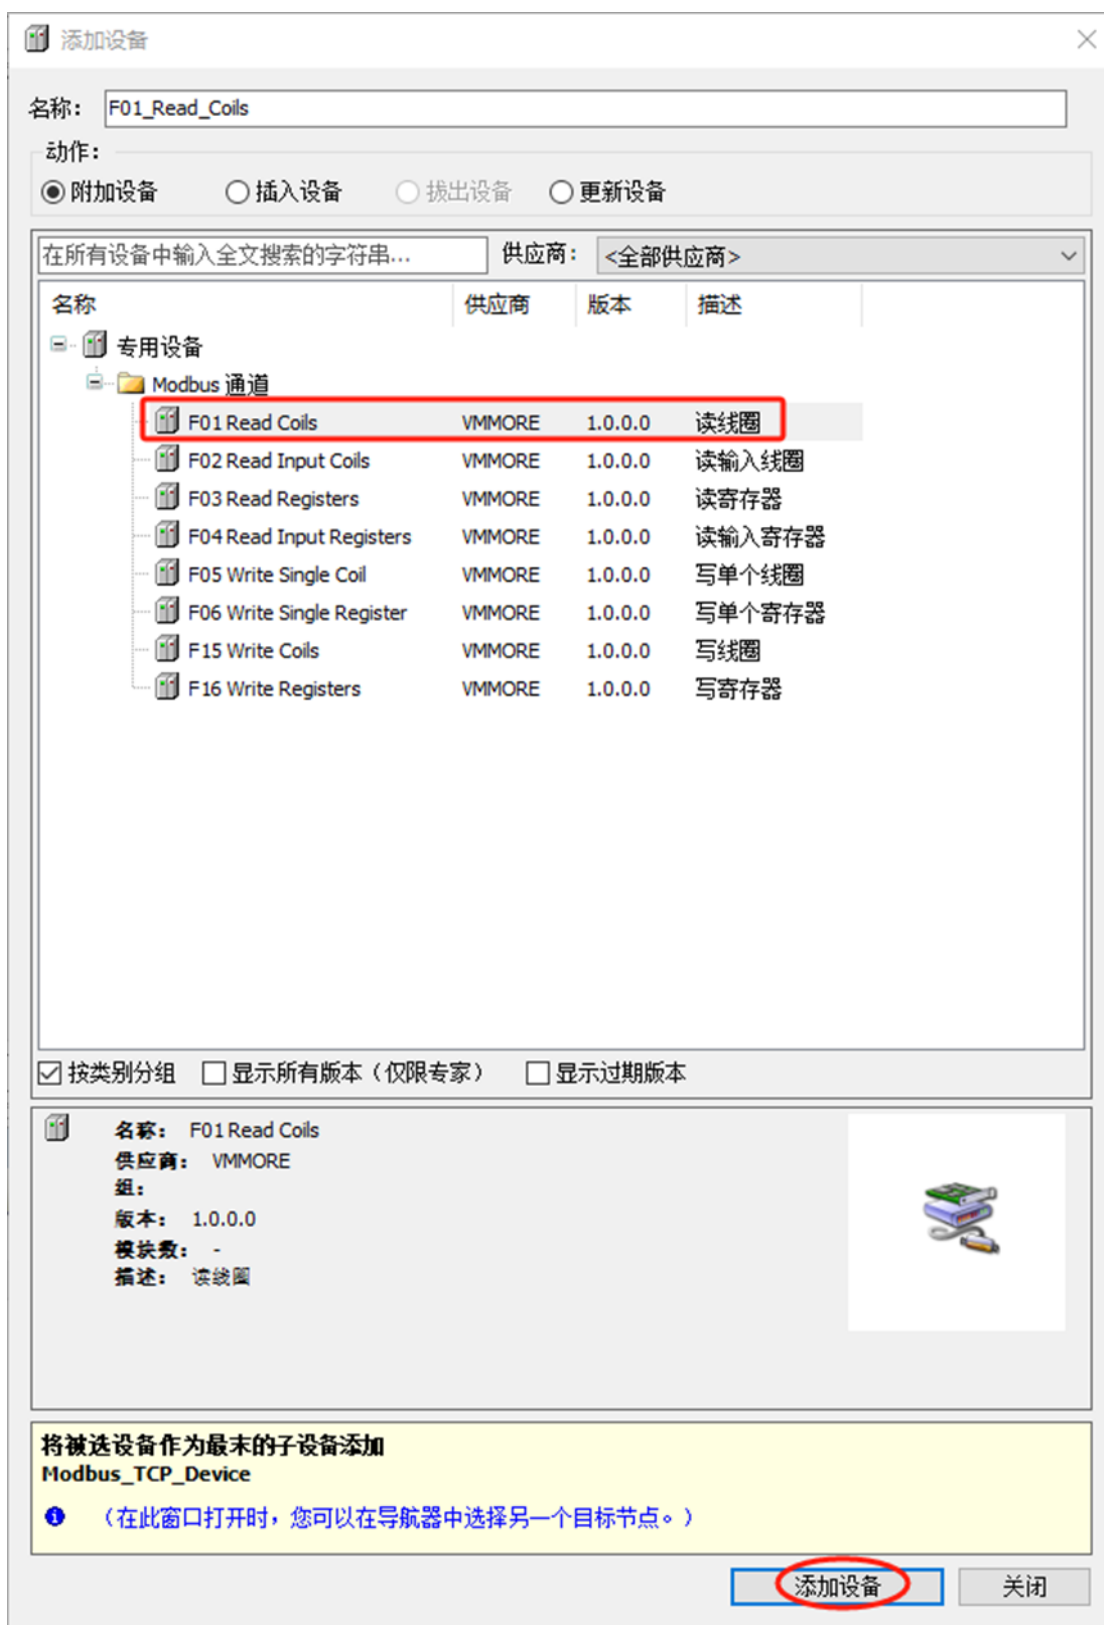 添加设备
名称： F01_Read_Coils
动作：
附加设备 插入设备 拔出设备 更新设备
在所有设备中输入全文搜索的字符串... 供应商： <全部供应商>
名称 供应商 版本 描述
专用设备
Modbus 通道
F01 Read Coils VMMORE 1.0.0.0 读线圈
F02 Read Input Coils VMMORE 1.0.0.0 读输入线圈
F03 Read Registers VMMORE 1.0.0.0 读寄存器
F04 Read Input Registers VMMORE 1.0.0.0 读输入寄存器
F05 Write Single Coil VMMORE 1.0.0.0 写单个线圈
F06 Write Single Register VMMORE 1.0.0.0 写单个寄存器
F15 Write Coils VMMORE 1.0.0.0 写线圈
F16 Write Registers VMMORE 1.0.0.0 写寄存器
按类别分组 显示所有版本（仅限专家） 显示过期版本
名称： F01 Read Coils
供应商： VMMORE
组：
版本： 1.0.0.0
模块数： -
描述： 读线圈
将被选设备作为最末的子设备添加
Modbus_TCP_Device
（在此窗口打开时，您可以在导航器中选择另一个目标节点。）
添加设备 关闭